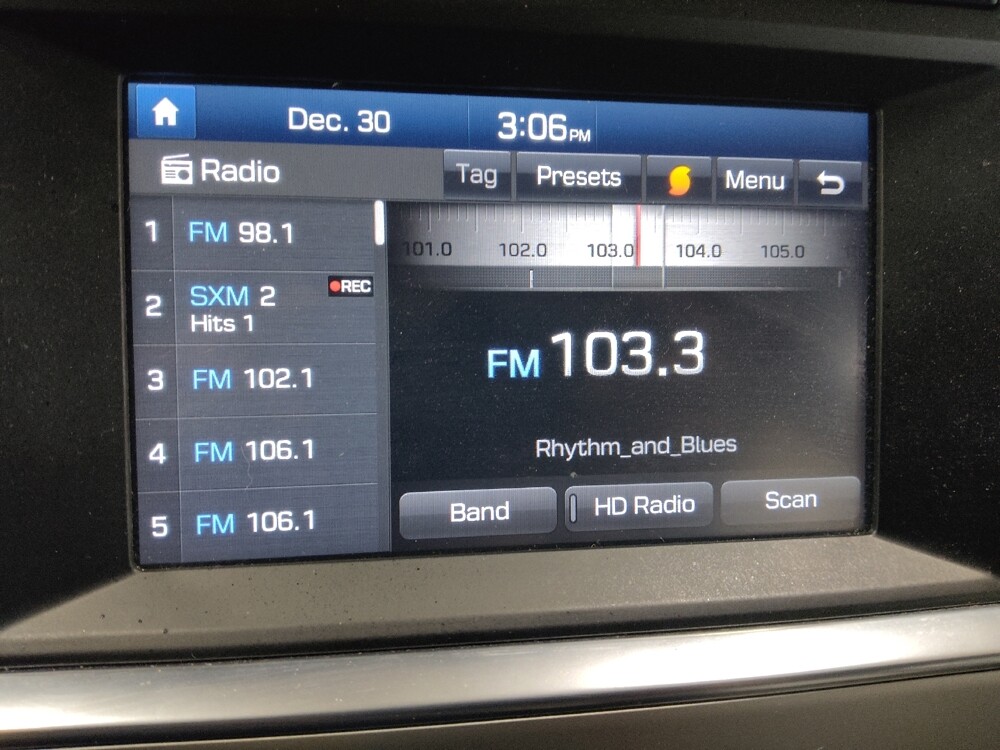 Dec. 30 3:06 PM
Radio Tag Presets Menu
1 FM 98.1
2 SXM 2 REC
Hits 1
3 FM 102.1
4 FM 106.1
5 FM 106.1
101.0 102.0 103.0 104.0 105.0
FM 103.3
Rhythm_and_Blues
Band HD Radio Scan